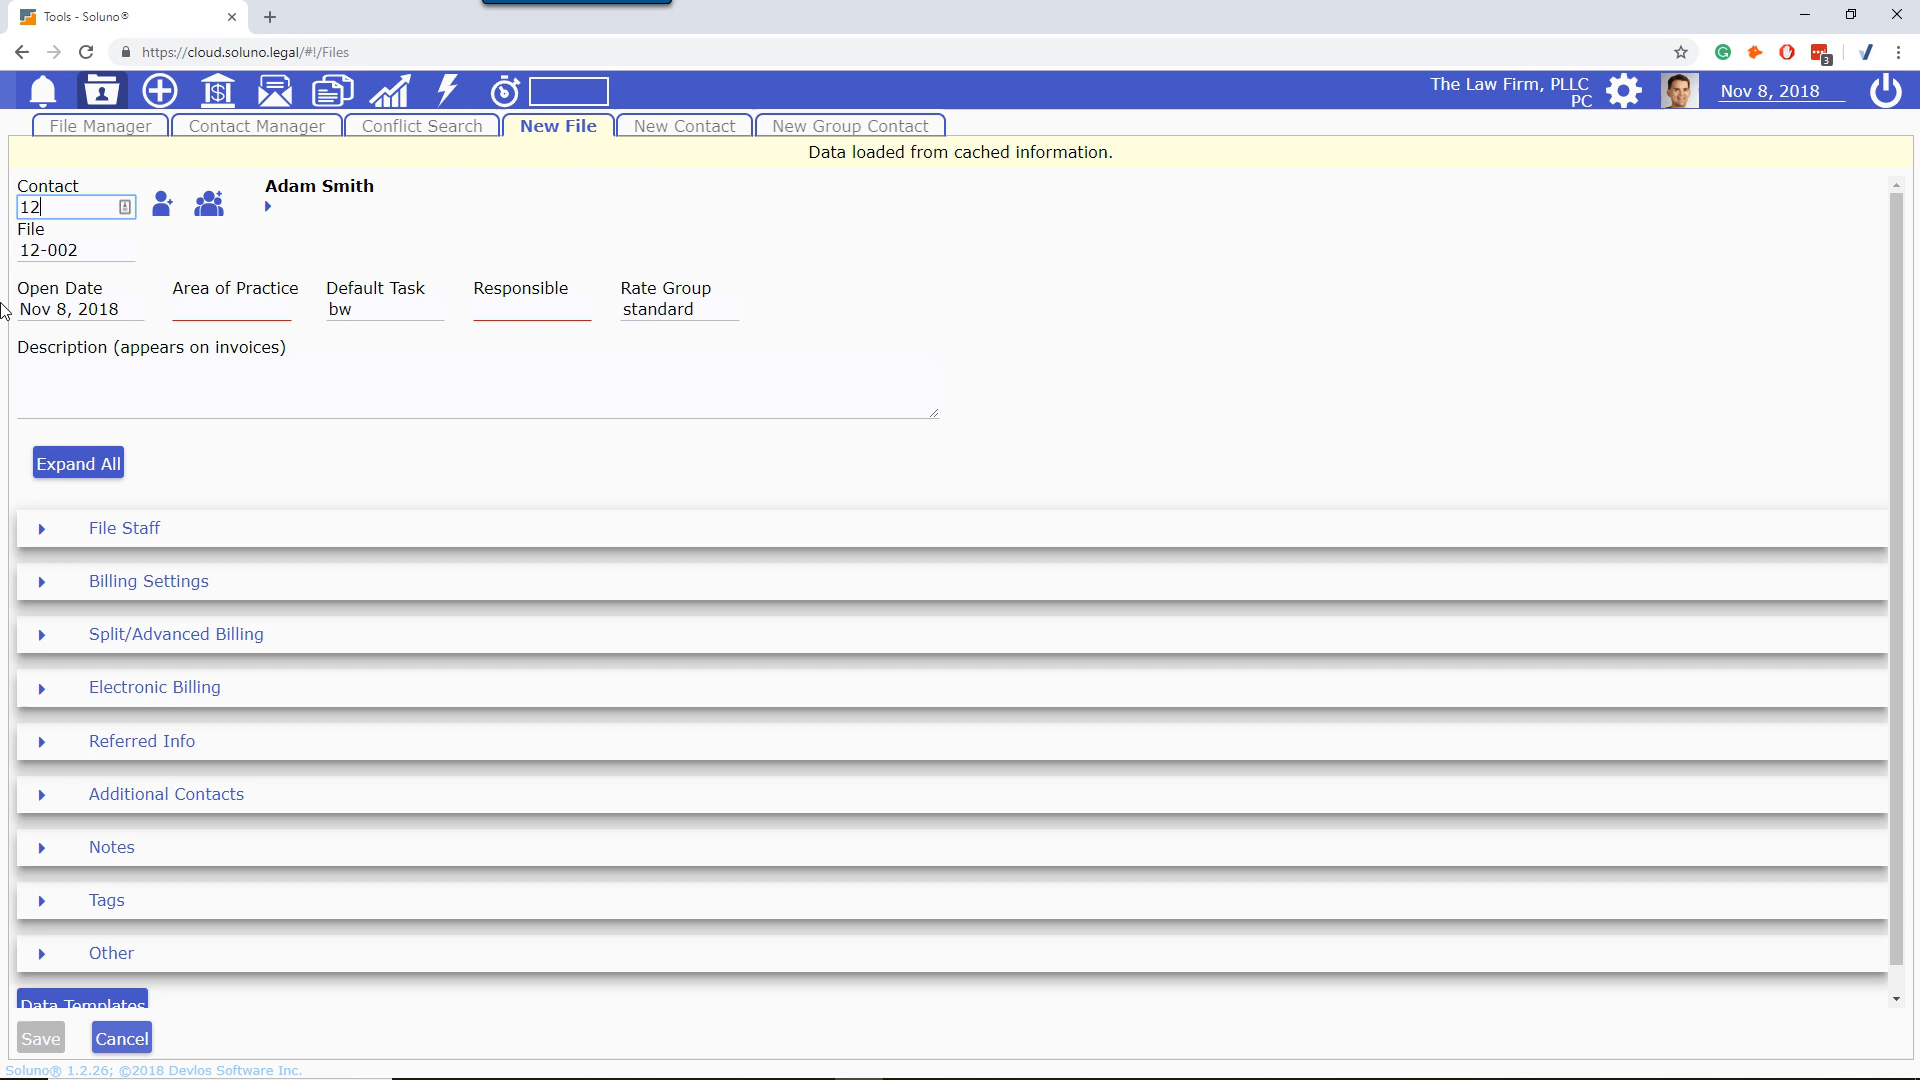 Tools - Soluno®
https://cloud.soluno.legal/#!/Files
3
The Law Firm, PLLC
PC
Nov 8, 2018
File Manager
Contact Manager
Conflict Search
New File
New Contact
New Group Contact
Data loaded from cached information.
Contact
Adam Smith
12
File
12-002
Open Date
Area of Practice
Default Task
Responsible
Rate Group
Nov 8, 2018
bw
standard
Description (appears on invoices)
Expand All
File Staff
Billing Settings
Split/Advanced Billing
Electronic Billing
Referred Info
Additional Contacts
Notes
Tags
Other
Data Templates
Save
Cancel
Soluno® 1.2.26; ©2018 Devlos Software Inc.